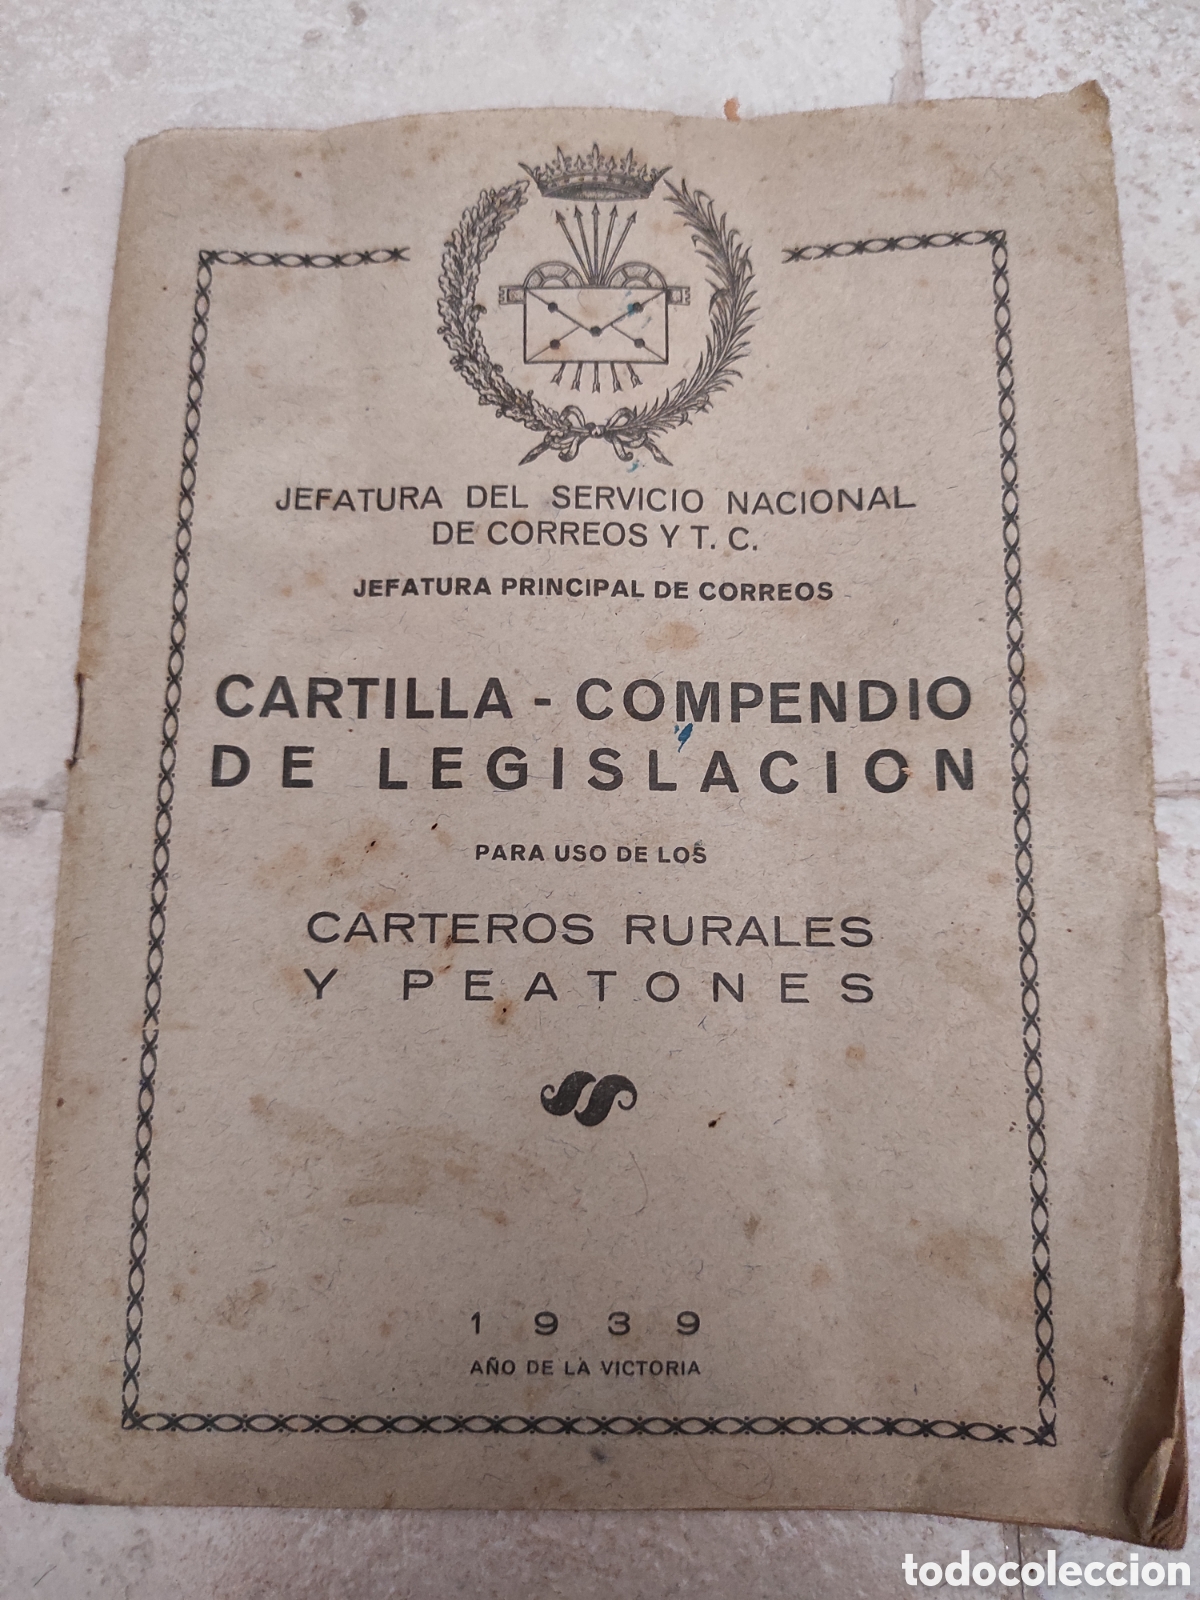 JEFATURA DEL SERVICIO NACIONAL
DE CORREOS Y T. C.
JEFATURA PRINCIPAL DE CORREOS
CARTILLA - COMPENDIO
DE LEGISLACION
PARA USO DE LOS
CARTEROS RURALES
Y PEATONES
1939
AÑO DE LA VICTORIA
todocoleccion